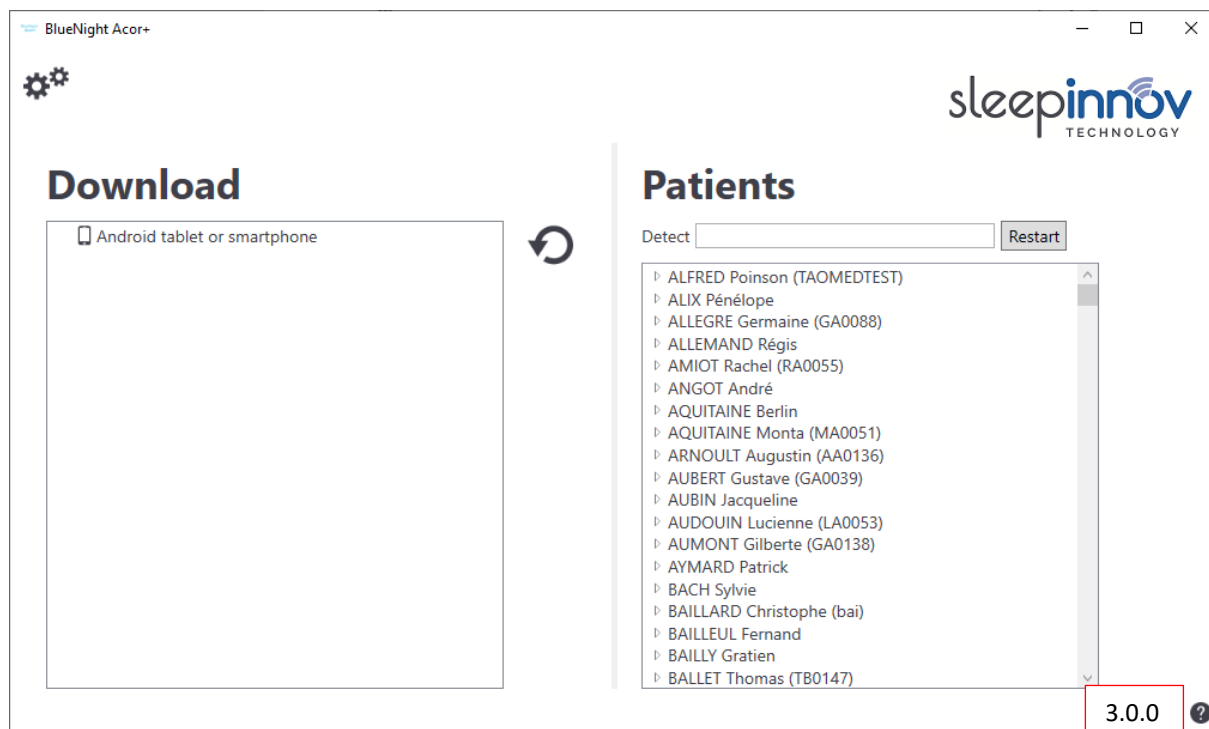 BlueNight Acor+
sleepinnov
TECHNOLOGY
Download
Android tablet or smartphone
Patients
Detect
Restart
ALFRED Poinson (TAOMEDTEST)
ALIX Pénélope
ALLEGRE Germaine (GA0088)
ALLEMAND Régis
AMIOT Rachel (RA0055)
ANGOT André
AQUITAINE Berlin
AQUITAINE Monta (MA0051)
ARNOULT Augustin (AA0136)
AUBERT Gustave (GA0039)
AUBIN Jacqueline
AUDOUIN Lucienne (LA0053)
AUMONT Gilberte (GA0138)
AYMARD Patrick
BACH Sylvie
BAILLARD Christophe (bai)
BAILLEUL Fernand
BAILLY Gratien
BALLET Thomas (TB0147)
3.0.0
?